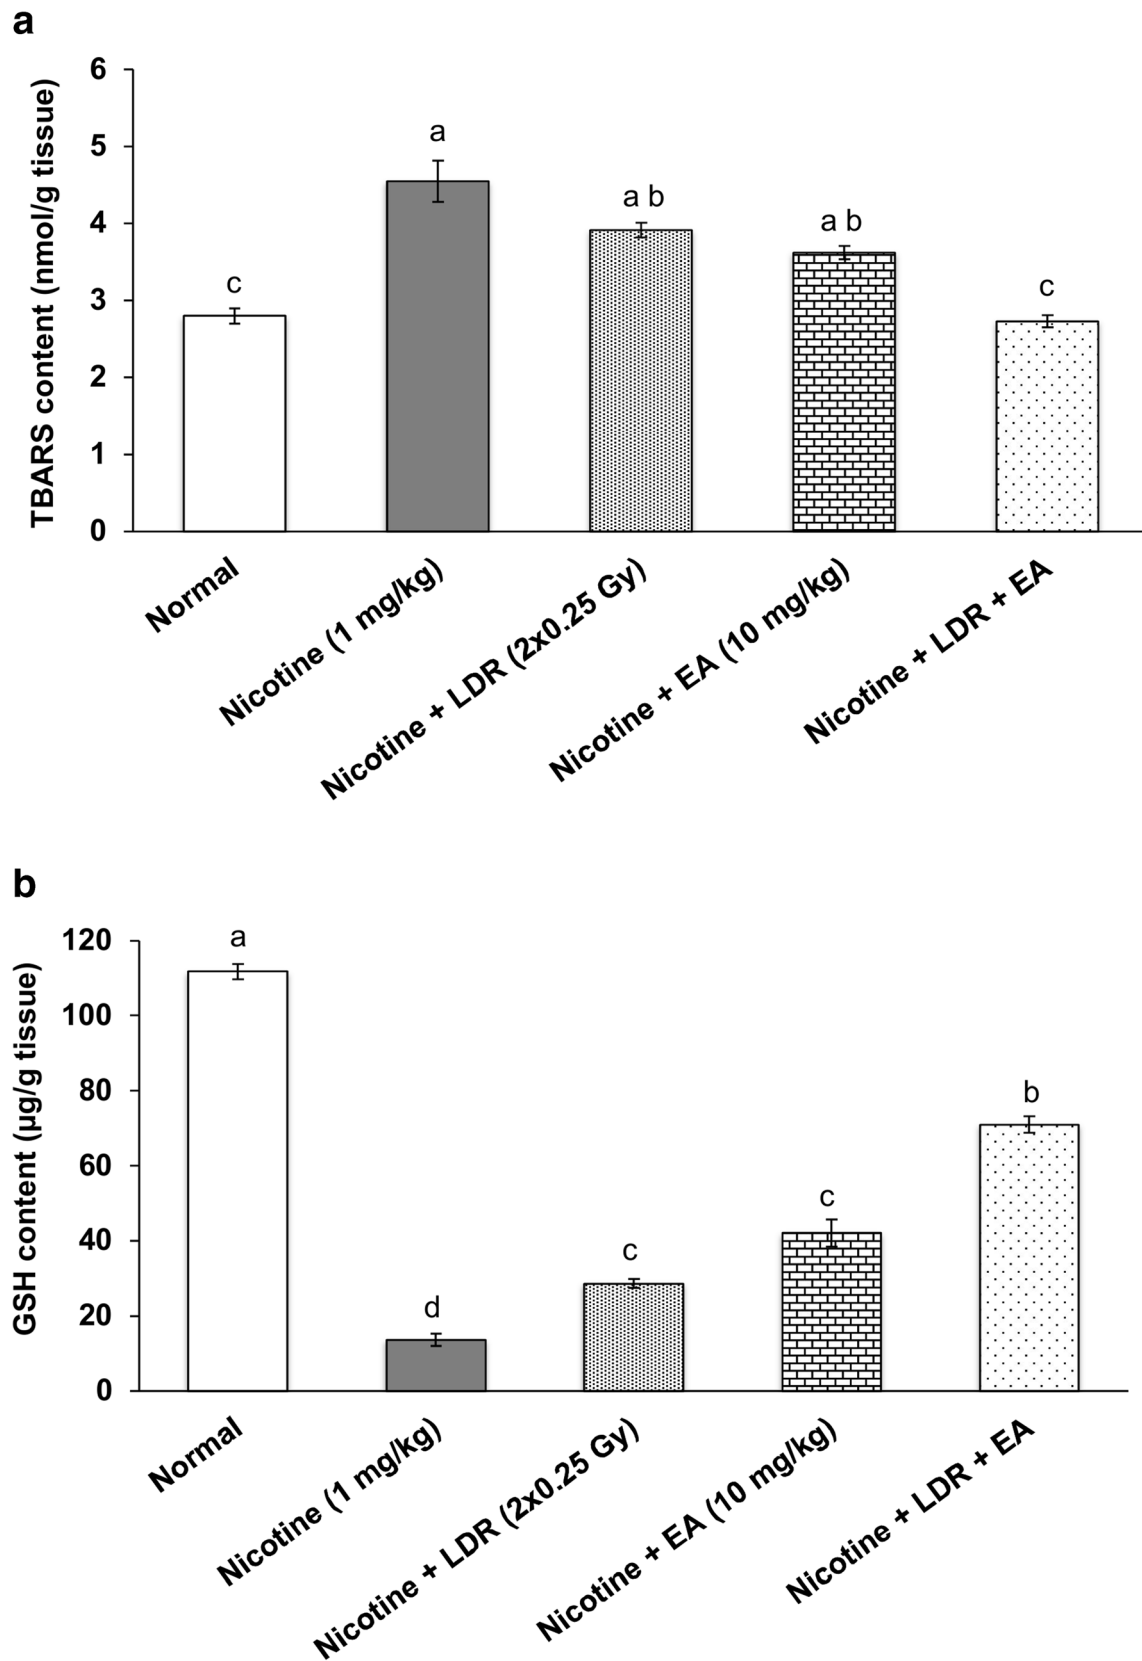 a
TBARS content (nmol/g tissue)
6
5
4
3
2
1
0
c
a
a b
a b
c
Normal
Nicotine (1 mg/kg)
Nicotine + LDR (2x0.25 Gy)
Nicotine + EA (10 mg/kg)
Nicotine + LDR + EA
b
GSH content (µg/g tissue)
120
100
80
60
40
20
0
a
d
c
c
b
Normal
Nicotine (1 mg/kg)
Nicotine + LDR (2x0.25 Gy)
Nicotine + EA (10 mg/kg)
Nicotine + LDR + EA